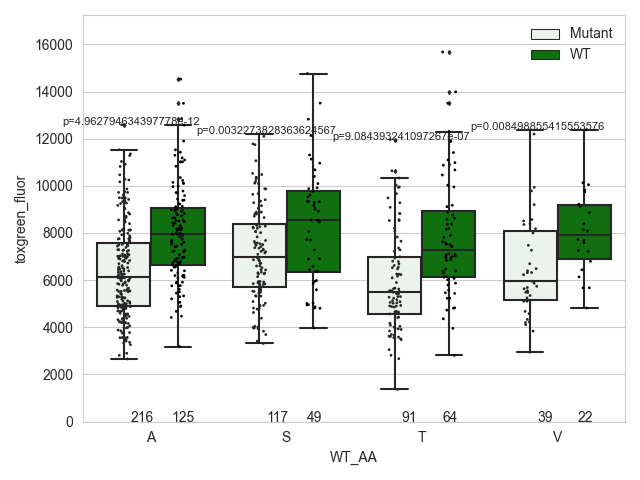 16000
14000
12000
10000
8000
6000
4000
2000
0
toxgreen_fluor
Mutant
WT
p=4.962794634397778e-12
p=0.0032273828363624567
p=9.084393241097267e-07
p=0.008498855415553576
216 125 117 49 91 64 39 22
A S T V
WT_AA